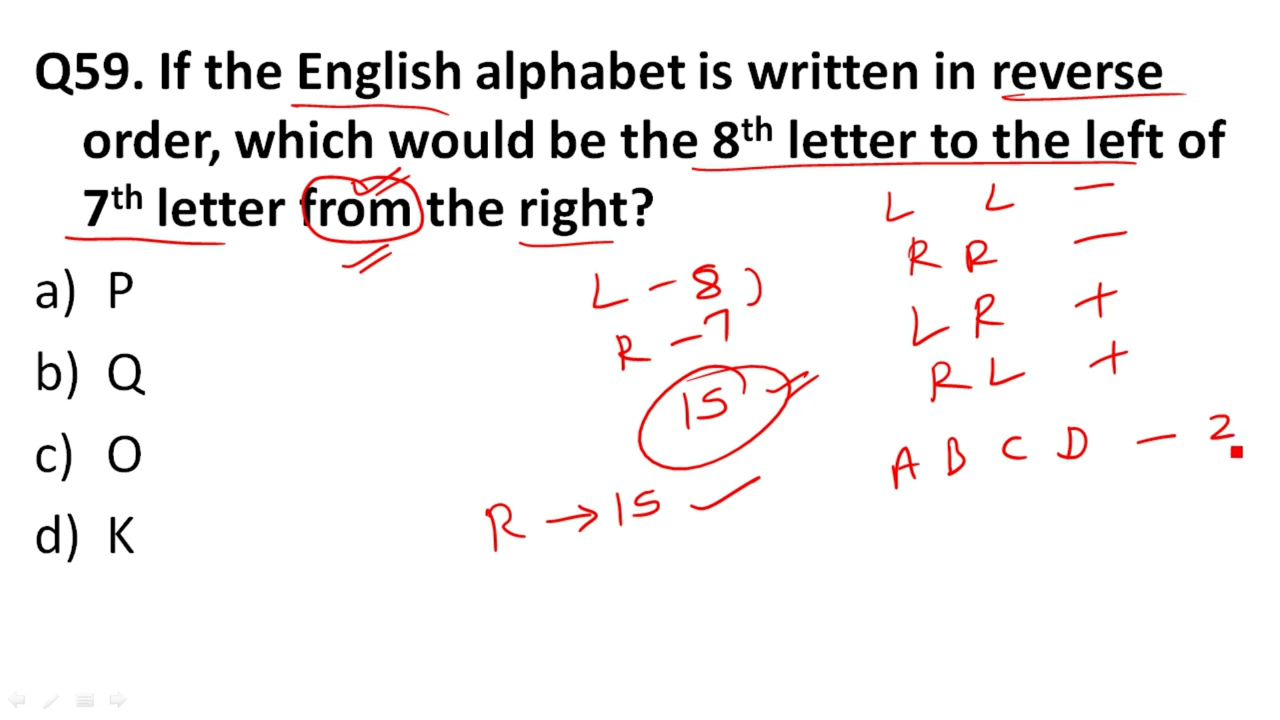 Q59. If the English alphabet is written in reverse
order, which would be the 8th letter to the left of
7th letter from the right?
a) P
b) Q
c) O
d) K
L - 8
R - 7
15
R → 15
L L -
R R -
L R +
R L +
A B C D - 2